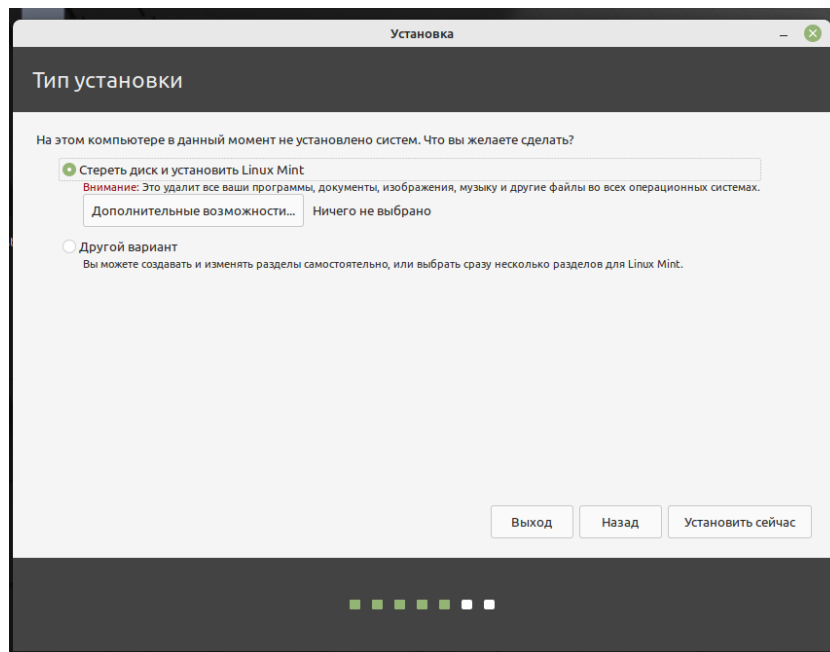 Установка
Тип установки
На этом компьютере в данный момент не установлено систем. Что вы желаете сделать?
Стереть диск и установить Linux Mint
Внимание: Это удалит все ваши программы, документы, изображения, музыку и другие файлы во всех операционных системах.
Дополнительные возможности... Ничего не выбрано
Другой вариант
Вы можете создавать и изменять разделы самостоятельно, или выбрать сразу несколько разделов для Linux Mint.
Выход Назад Установить сейчас